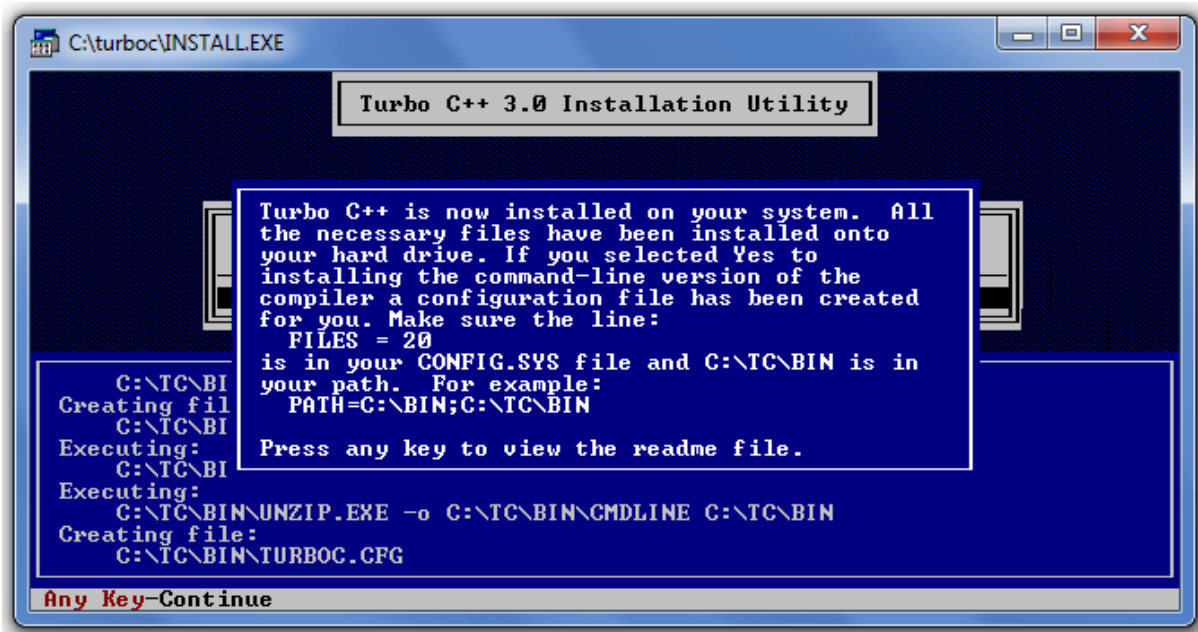 C:\turboc\INSTALL.EXE
Turbo C++ 3.0 Installation Utility
Turbo C++ is now installed on your system.  All
the necessary files have been installed onto
your hard drive. If you selected Yes to
installing the command-line version of the
compiler a configuration file has been created
for you. Make sure the line:
FILES = 20
is in your CONFIG.SYS file and C:\TC\BIN is in
your path.  For example:
PATH=C:\BIN;C:\TC\BIN
Press any key to view the readme file.
C:\TC\BI
Creating fil
C:\TC\BI
Executing:
C:\TC\BI
Executing:
C:\TC\BIN\UNZIP.EXE -o C:\TC\BIN\CMDLINE C:\TC\BIN
Creating file:
C:\TC\BIN\TURBOC.CFG
Any Key-Continue